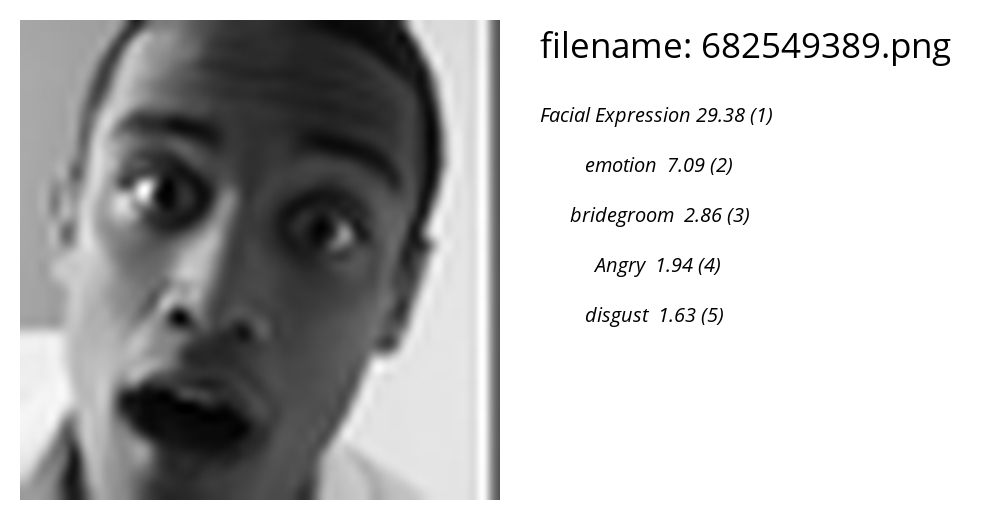 filename: 682549389.png
Facial Expression 29.38 (1)
emotion 7.09 (2)
bridegroom 2.86 (3)
Angry 1.94 (4)
disgust 1.63 (5)